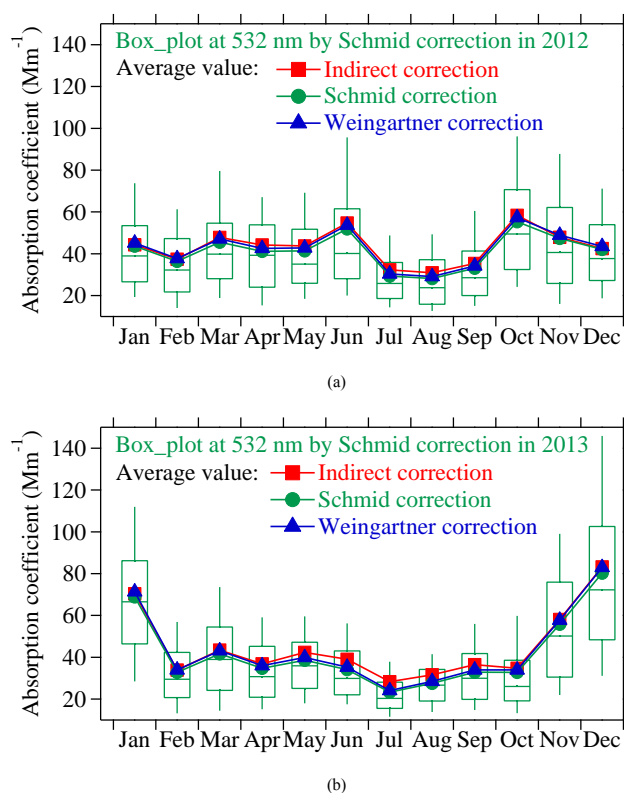 Box_plot at 532 nm by Schmid correction in 2012
Average value: Indirect correction
Schmid correction
Weingartner correction
Absorption coefficient (Mm-1)
140
120
100
80
60
40
20
Jan Feb Mar Apr May Jun Jul Aug Sep Oct Nov Dec
(a)
Box_plot at 532 nm by Schmid correction in 2013
Average value: Indirect correction
Schmid correction
Weingartner correction
Absorption coefficient (Mm-1)
140
120
100
80
60
40
20
Jan Feb Mar Apr May Jun Jul Aug Sep Oct Nov Dec
(b)